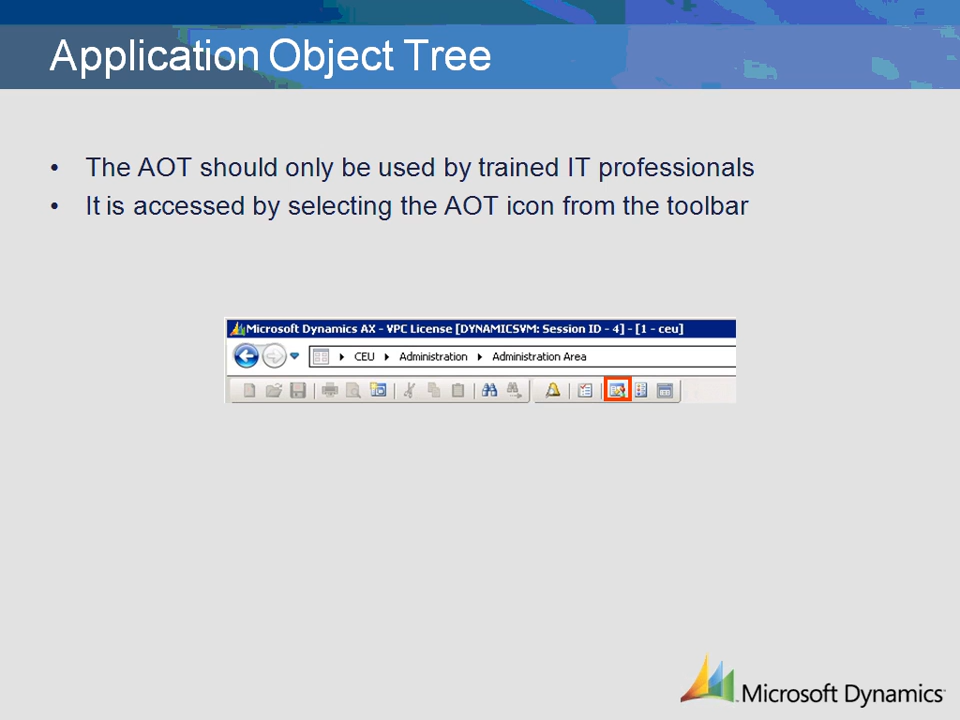 Application Object Tree
• The AOT should only be used by trained IT professionals
• It is accessed by selecting the AOT icon from the toolbar
Microsoft Dynamics AX - VPC License [DYNAMICSVM: Session ID - 4] - [1 - ceu]
CEU Administration Administration Area
Microsoft Dynamics